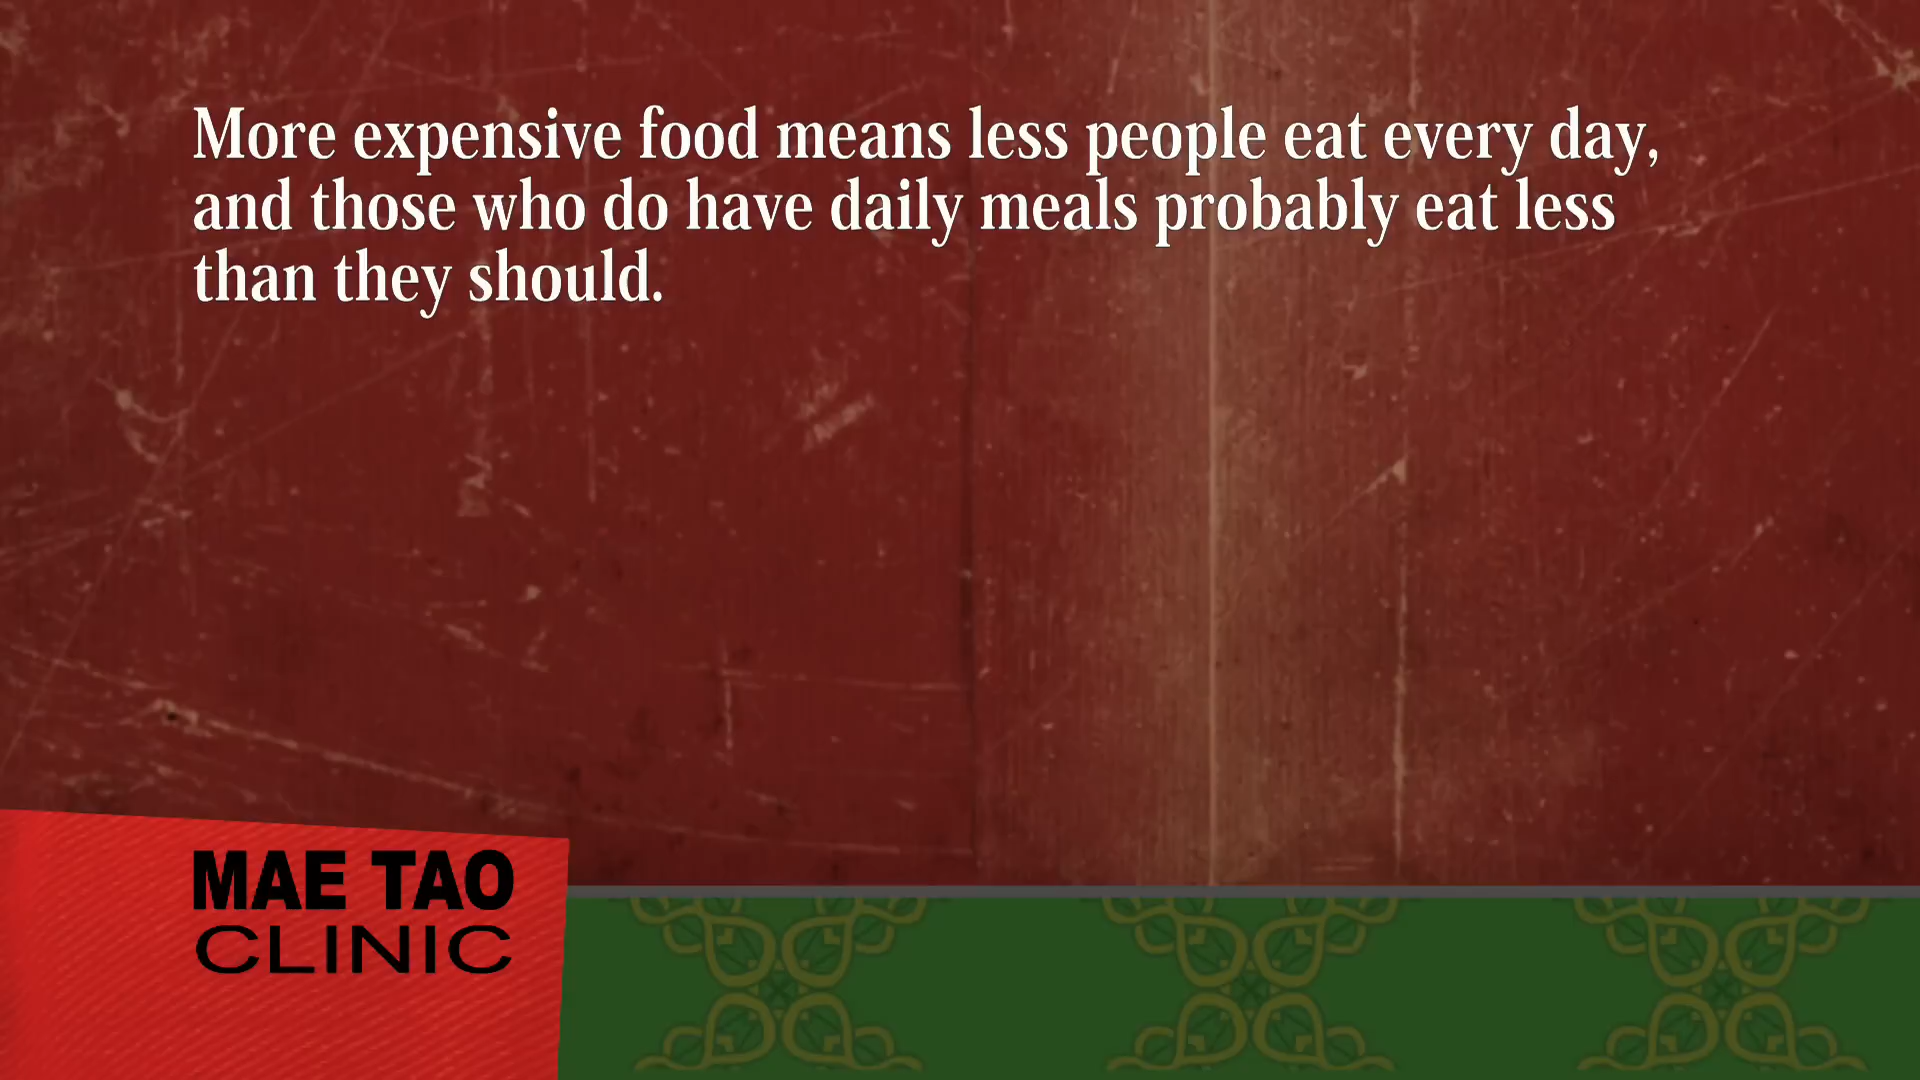 More expensive food means less people eat every day,
and those who do have daily meals probably eat less
than they should.
MAE TAO
CLINIC